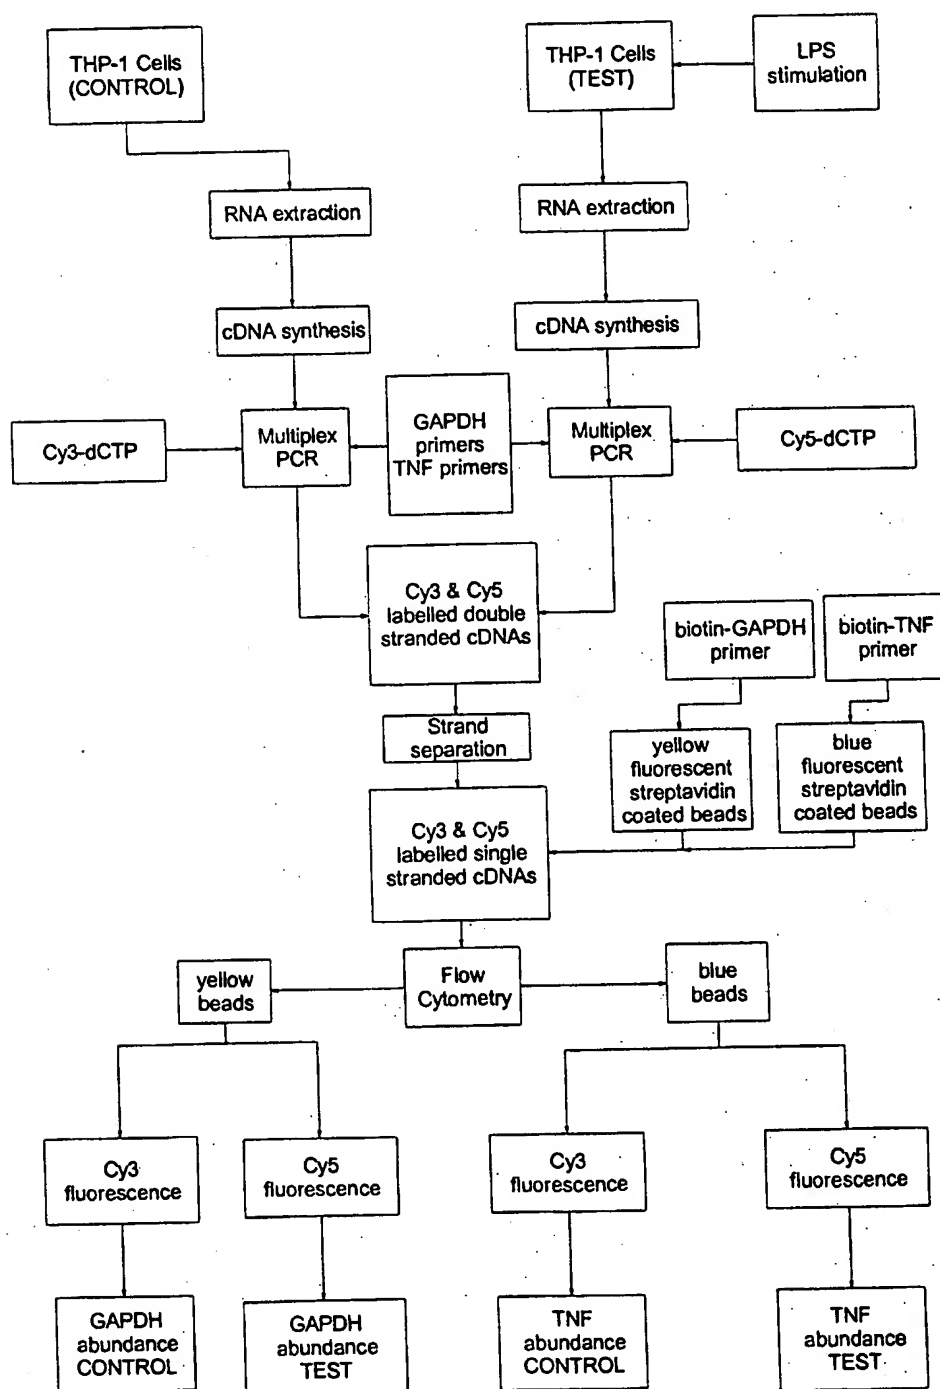 THP-1 Cells
(CONTROL)
THP-1 Cells
(TEST)
LPS
stimulation
RNA extraction
RNA extraction
cDNA synthesis
cDNA synthesis
Cy3-dCTP
Multiplex
PCR
GAPDH
primers
TNF primers
Multiplex
PCR
Cy5-dCTP
Cy3 & Cy5
labelled double
stranded cDNAs
biotin-GAPDH
primer
biotin-TNF
primer
Strand
separation
yellow
fluorescent
streptavidin
coated beads
blue
fluorescent
streptavidin
coated beads
Cy3 & Cy5
labelled single
stranded cDNAs
yellow
beads
Flow
Cytometry
blue
beads
Cy3
fluorescence
Cy5
fluorescence
Cy3
fluorescence
Cy5
fluorescence
GAPDH
abundance
CONTROL
GAPDH
abundance
TEST
TNF
abundance
CONTROL
TNF
abundance
TEST